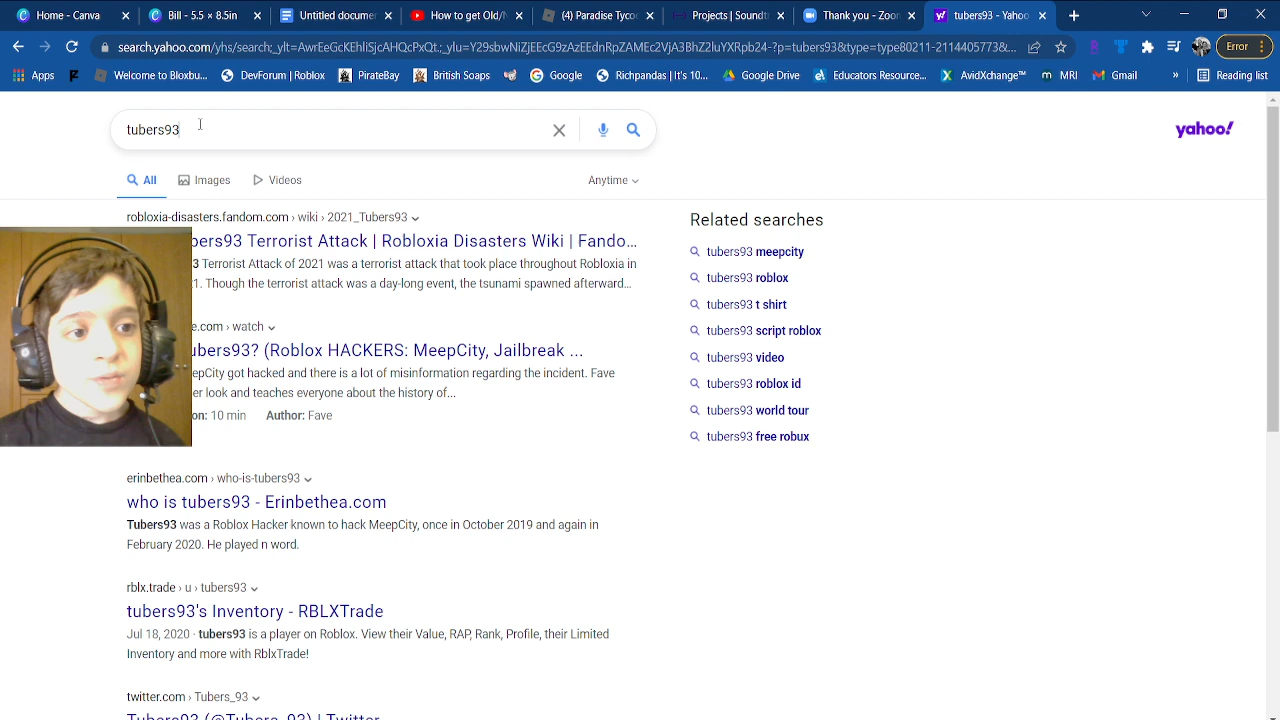 Home - Canva
Bill - 5.5 × 8.5in
Untitled documen
How to get Old/N
(4) Paradise Tyco
Projects | Soundt
Thank you - Zoon
tubers93 - Yahoo
search.yahoo.com/yhs/search;_ylt=AwrEeGcKEhliSjcAHQcPxQt.;_ylu=Y29sbwNiZjEEcG9zAzEEdnRpZAMEc2VjA3BhZ2luYXRpb24-?p=tubers93&type=type80211-2114405773&...
Error
Apps
Welcome to Bloxbu...
DevForum | Roblox
PirateBay
British Soaps
Google
Richpandas | It's 10...
Google Drive
Educators Resource...
AvidXchange™
MRI
Gmail
»
Reading list
tubers93
yahoo!
All
Images
Videos
Anytime
robloxia-disasters.fandom.com › wiki › 2021_Tubers93
bers93 Terrorist Attack | Robloxia Disasters Wiki | Fando...
3 Terrorist Attack of 2021 was a terrorist attack that took place throughout Robloxia in
1. Though the terrorist attack was a day-long event, the tsunami spawned afterward...
e.com › watch
ubers93? (Roblox HACKERS: MeepCity, Jailbreak ...
epCity got hacked and there is a lot of misinformation regarding the incident. Fave
er look and teaches everyone about the history of...
on: 10 min Author: Fave
erinbethea.com › who-is-tubers93
who is tubers93 - Erinbethea.com
Tubers93 was a Roblox Hacker known to hack MeepCity, once in October 2019 and again in
February 2020. He played n word.
rblx.trade › u › tubers93
tubers93's Inventory - RBLXTrade
Jul 18, 2020 · tubers93 is a player on Roblox. View their Value, RAP, Rank, Profile, their Limited
Inventory and more with RblxTrade!
twitter.com › Tubers_93
Tubers93 (@Tubers_93) | Twitter
Related searches
tubers93 meepcity
tubers93 roblox
tubers93 t shirt
tubers93 script roblox
tubers93 video
tubers93 roblox id
tubers93 world tour
tubers93 free robux